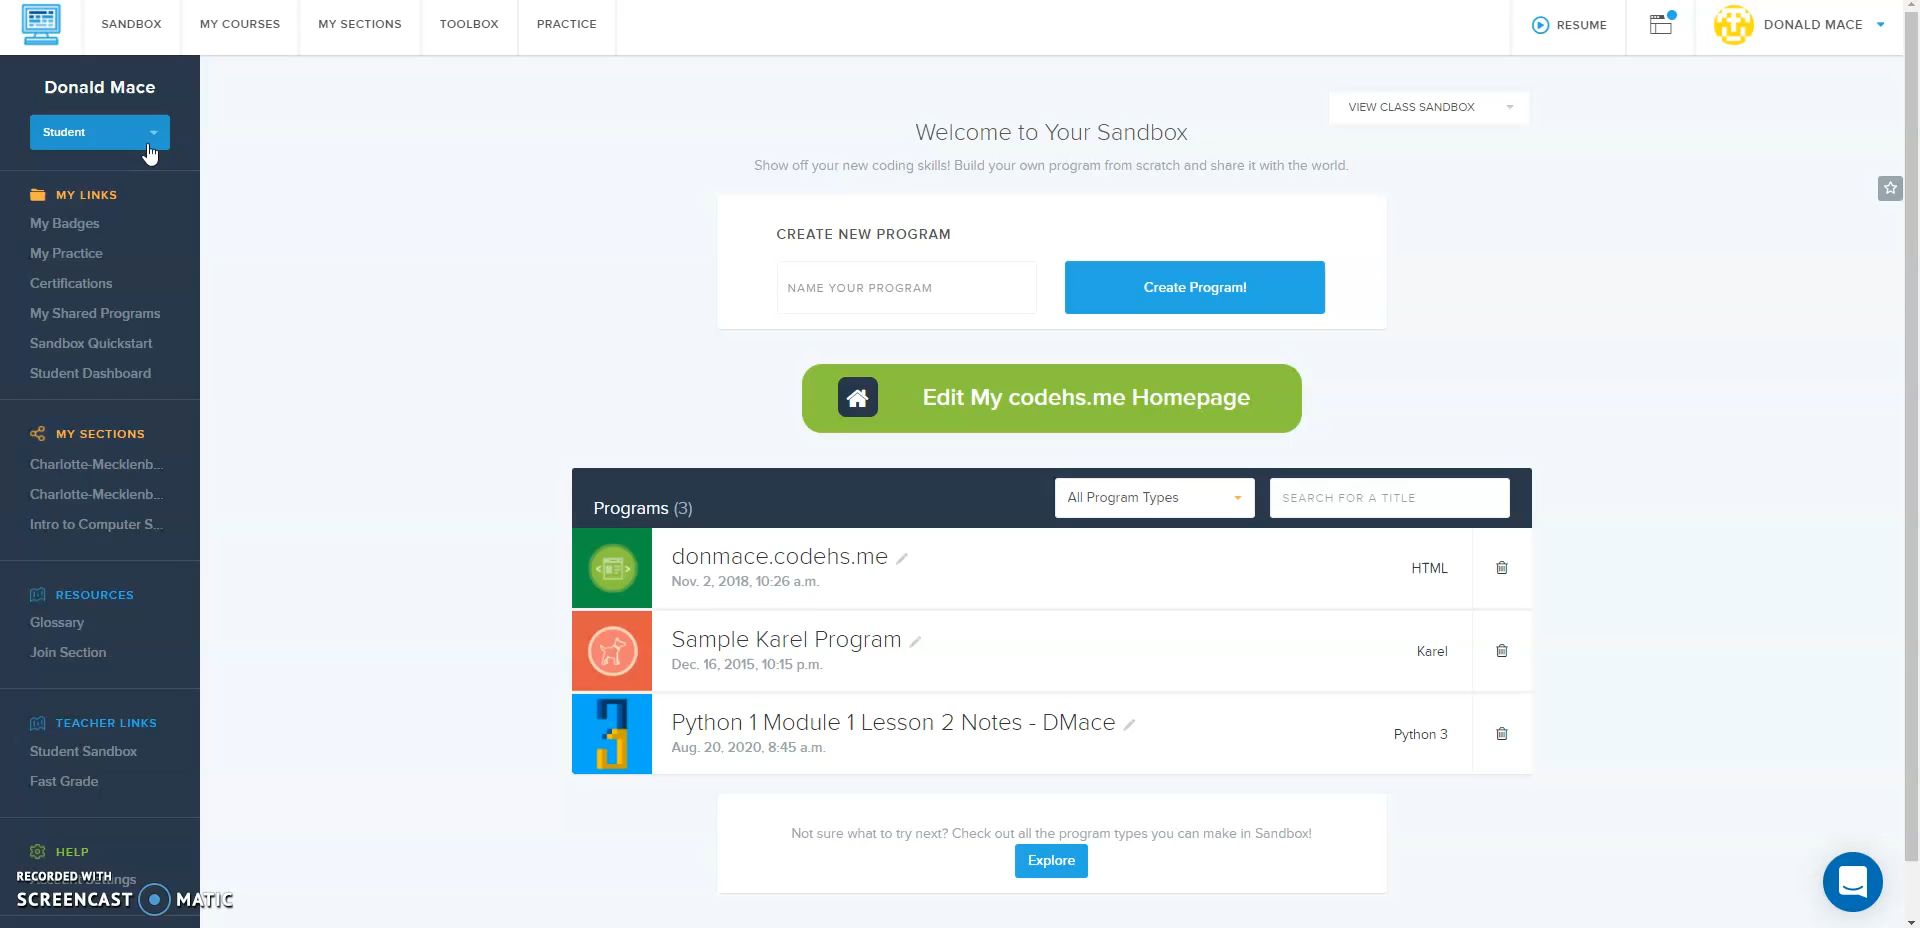 SANDBOX
MY COURSES
MY SECTIONS
TOOLBOX
PRACTICE
RESUME
DONALD MACE
Donald Mace
Student
MY LINKS
My Badges
My Practice
Certifications
My Shared Programs
Sandbox Quickstart
Student Dashboard
MY SECTIONS
Charlotte-Mecklenb...
Charlotte-Mecklenb...
Intro to Computer S...
RESOURCES
Glossary
Join Section
TEACHER LINKS
Student Sandbox
Fast Grade
HELP
Account Settings
RECORDED WITH
SCREENCAST MATIC
VIEW CLASS SANDBOX
Welcome to Your Sandbox
Show off your new coding skills! Build your own program from scratch and share it with the world.
CREATE NEW PROGRAM
NAME YOUR PROGRAM
Create Program!
Edit My codehs.me Homepage
Programs (3)
All Program Types
SEARCH FOR A TITLE
donmace.codehs.me
Nov. 2, 2018, 10:26 a.m.
HTML
Sample Karel Program
Dec. 16, 2015, 10:15 p.m.
Karel
Python 1 Module 1 Lesson 2 Notes - DMace
Aug. 20, 2020, 8:45 a.m.
Python 3
Not sure what to try next? Check out all the program types you can make in Sandbox!
Explore